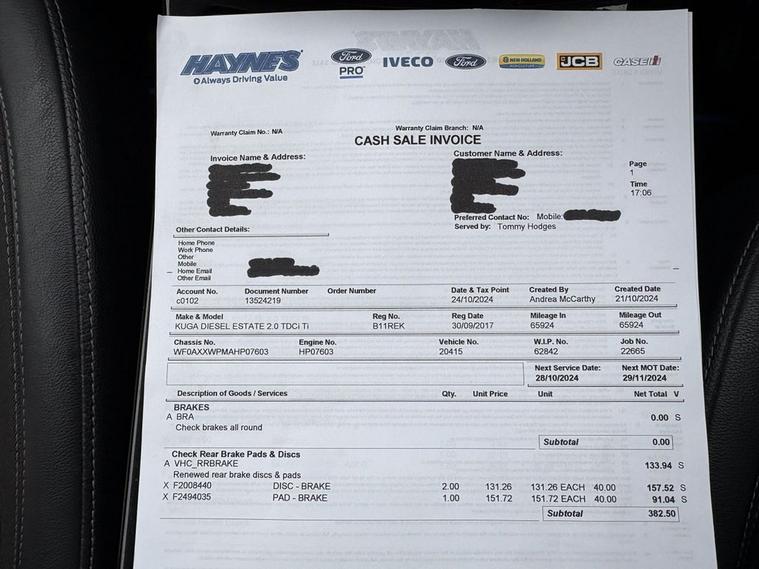 HAYNES
Always Driving Value
Ford
PRO
IVECO
Ford
NEW HOLLAND
AGRICULTURE
JCB
CASE IH
Warranty Claim No.: N/A
Warranty Claim Branch: N/A
CASH SALE INVOICE
Invoice Name & Address:
Customer Name & Address:
Page
1
Time
17:06
Preferred Contact No: Mobile:
Served by: Tommy Hodges
Other Contact Details:
Home Phone
Work Phone
Other
Mobile
Home Email
Other Email
Account No. Document Number Order Number Date & Tax Point Created By Created Date
c0102 13524219 24/10/2024 Andrea McCarthy 21/10/2024
Make & Model Reg No. Reg Date Mileage In Mileage Out
KUGA DIESEL ESTATE 2.0 TDCi Ti B11REK 30/09/2017 65924 65924
Chassis No. Engine No. Vehicle No. W.I.P. No. Job No.
WF0AXXWPMAHP07603 HP07603 20415 62842 22665
Next Service Date: Next MOT Date:
28/10/2024 29/11/2024
Description of Goods / Services Qty. Unit Price Unit Net Total V
BRAKES
A BRA 0.00 S
Check brakes all round
Subtotal 0.00
Check Rear Brake Pads & Discs
A VHC_RRBRAKE 133.94 S
Renewed rear brake discs & pads
X F2008440 DISC - BRAKE 2.00 131.26 131.26 EACH 40.00 157.52 S
X F2494035 PAD - BRAKE 1.00 151.72 151.72 EACH 40.00 91.04 S
Subtotal 382.50